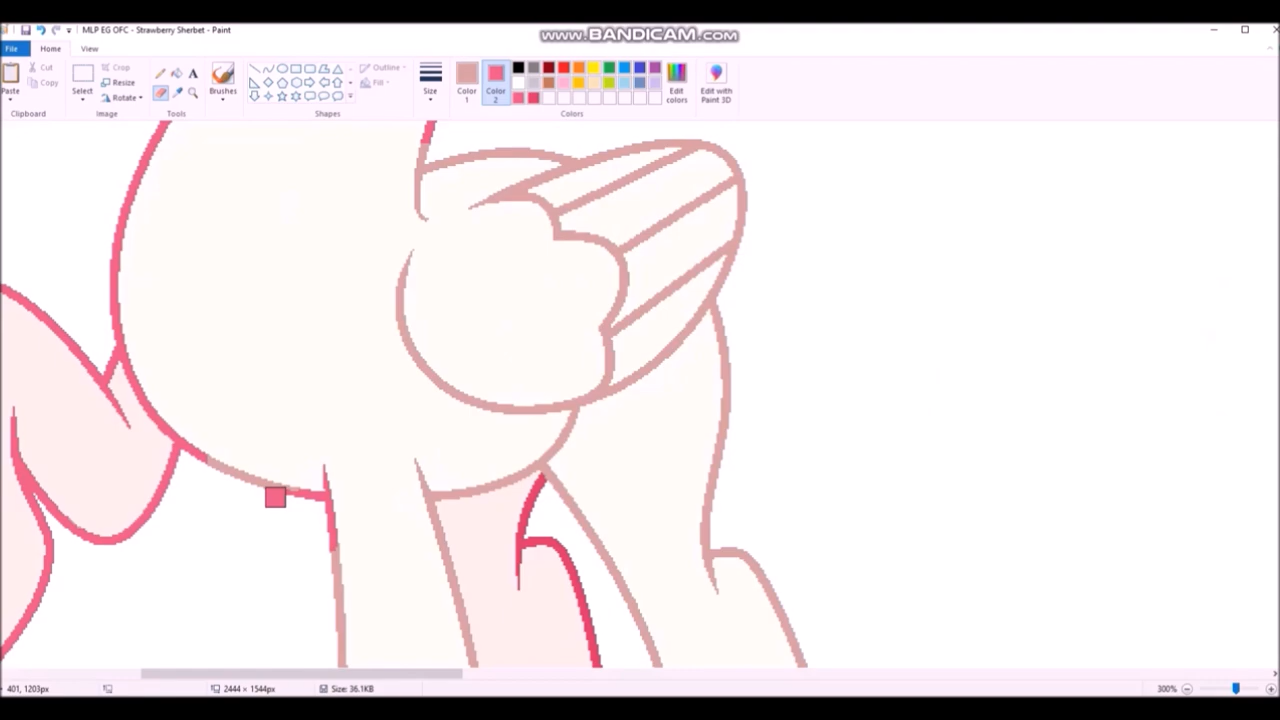 MLP EG OFC - Strawberry Sherbet - Paint
www.BANDICAM.com
File Home View
Paste
Cut
Copy
Clipboard
Select
Crop
Resize
Rotate
Image
A
Tools
Brushes
Outline
Fill
Shapes
Size
Color 1
Color 2
Edit colors
Colors
Edit with Paint 3D
401, 1203px
2444 × 1544px
Size: 36.1KB
300%